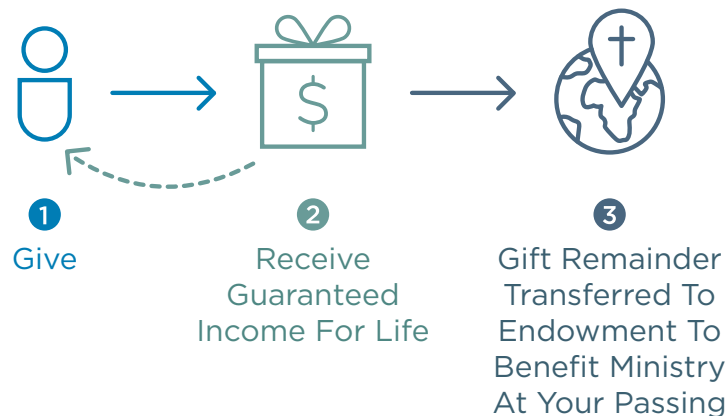 $
1
Give
2
Receive
Guaranteed
Income For Life
3
Gift Remainder
Transferred To
Endowment To
Benefit Ministry
At Your Passing